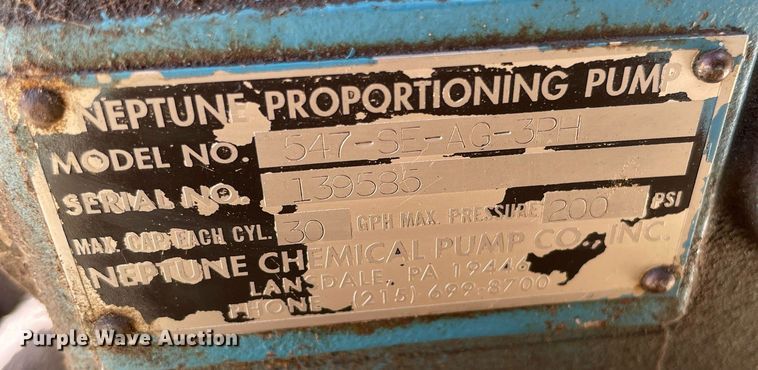 NEPTUNE PROPORTIONING PUMP
MODEL NO. 547-SE-AG-3PH
SERIAL NO. 139585
MAX CAP. EACH CYL. 30 GPH MAX. PRESSURE 200 PSI
NEPTUNE CHEMICAL PUMP CO., INC.
LANSDALE, PA 19446
PHONE (215) 699-8700
Purple Wave Auction